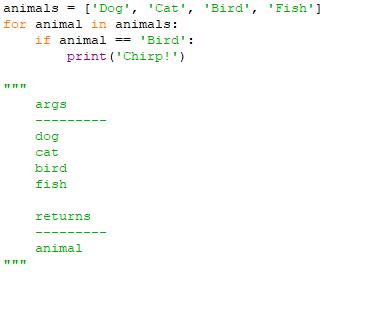 animals = ['Dog', 'Cat', 'Bird', 'Fish']
for animal in animals:
    if animal == 'Bird':
        print('Chirp!')

"""
    args
    ---------
    dog
    cat
    bird
    fish

    returns
    ---------
    animal
"""